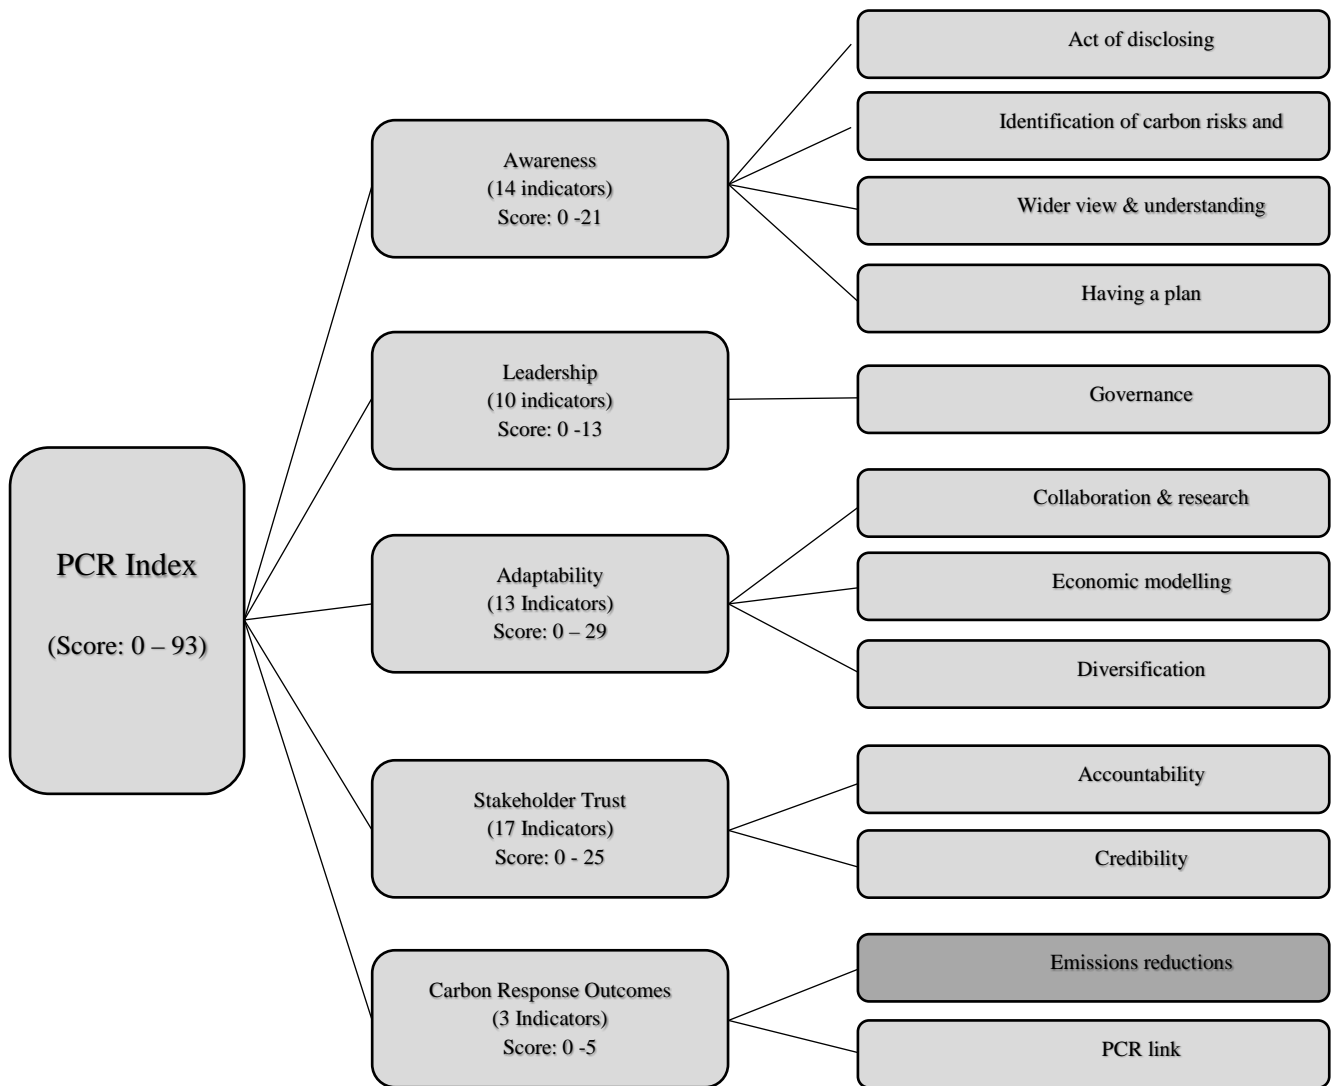 PCR Index
(Score: 0 – 93)
Awareness
(14 indicators)
Score: 0 -21
Leadership
(10 indicators)
Score: 0 -13
Adaptability
(13 Indicators)
Score: 0 – 29
Stakeholder Trust
(17 Indicators)
Score: 0 - 25
Carbon Response Outcomes
(3 Indicators)
Score: 0 -5
Act of disclosing
Identification of carbon risks and
Wider view & understanding
Having a plan
Governance
Collaboration & research
Economic modelling
Diversification
Accountability
Credibility
Emissions reductions
PCR link